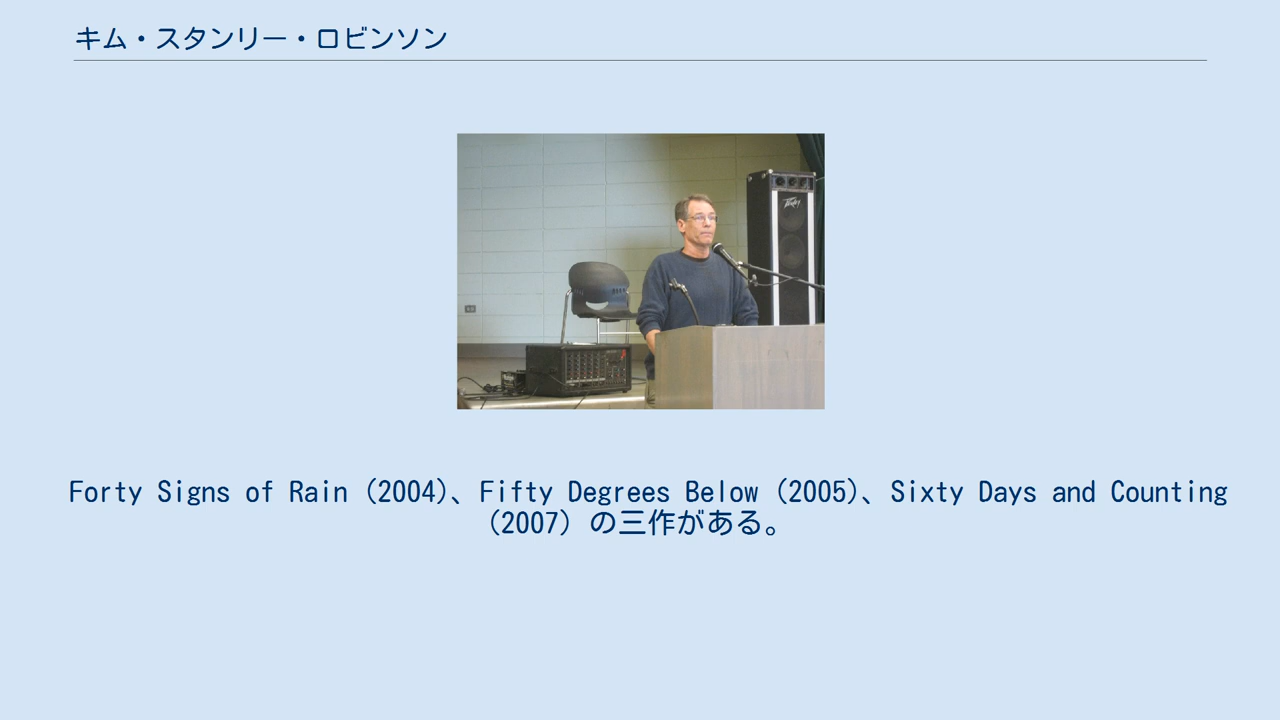 キム・スタンリー・ロビンソン
PEAVEY
Forty Signs of Rain (2004)、Fifty Degrees Below (2005)、Sixty Days and Counting
(2007) の三作がある。